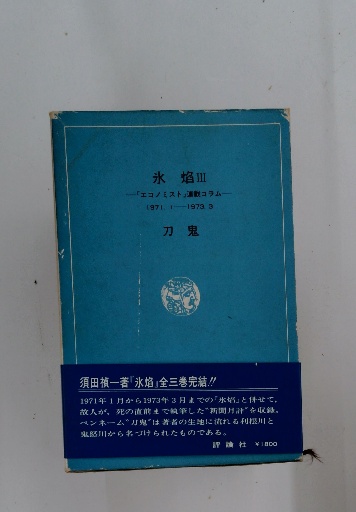 氷 焰 III
—「エコノミスト」連載コラム—
1971. 1——1973. 3
刀 鬼
須田禎一著『氷焰』全三巻完結!!
1971年1月から1973年3月までの「氷焰」と併せて、
故人が、死の直前まで執筆した“新聞月評”を収録。
ペンネーム“刀鬼”は著者の生地に流れる利根川と
鬼怒川から名づけられたものである。
評 論 社 ￥1800